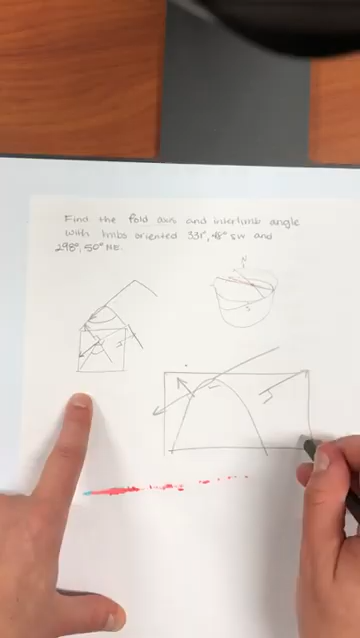 Find the fold axis and interlimb angle
with limbs oriented 331°, 48° SW and
298°, 50° NE.
N
S